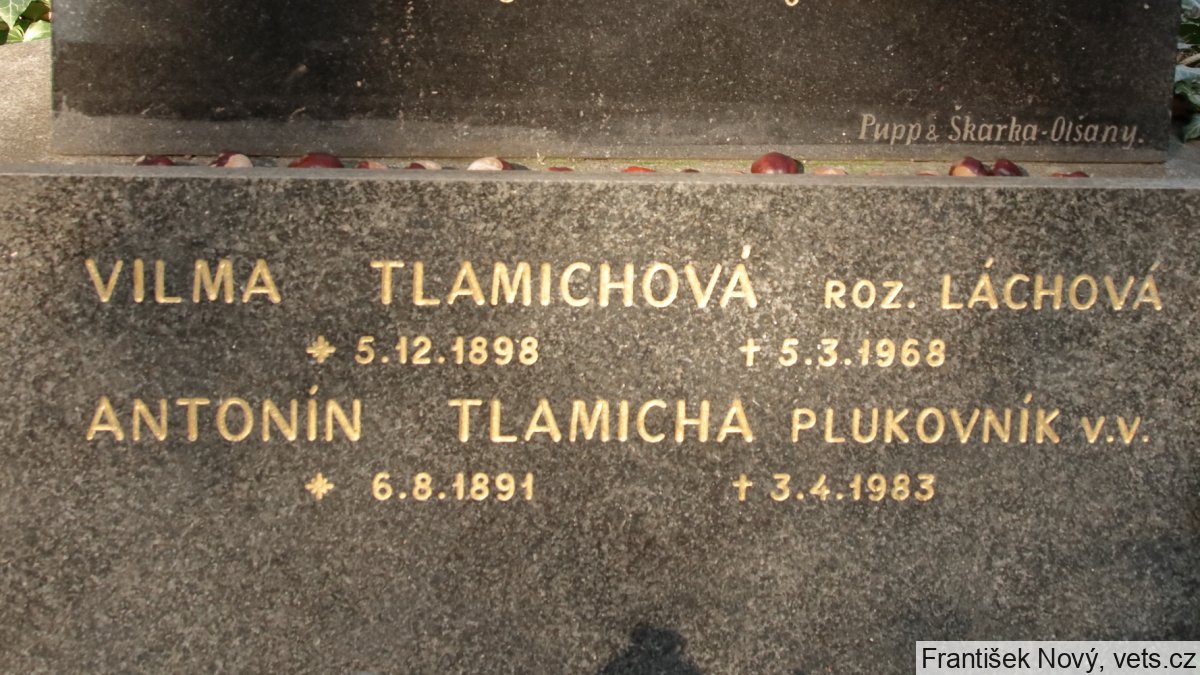 Pupp & Škarka-Olšany.
VILMA TLAMICHOVÁ ROZ. LÁCHOVÁ
* 5.12.1898 † 5.3.1968
ANTONÍN TLAMICHA PLUKOVNÍK V.V.
* 6.8.1891 † 3.4.1983
František Nový, vets.cz